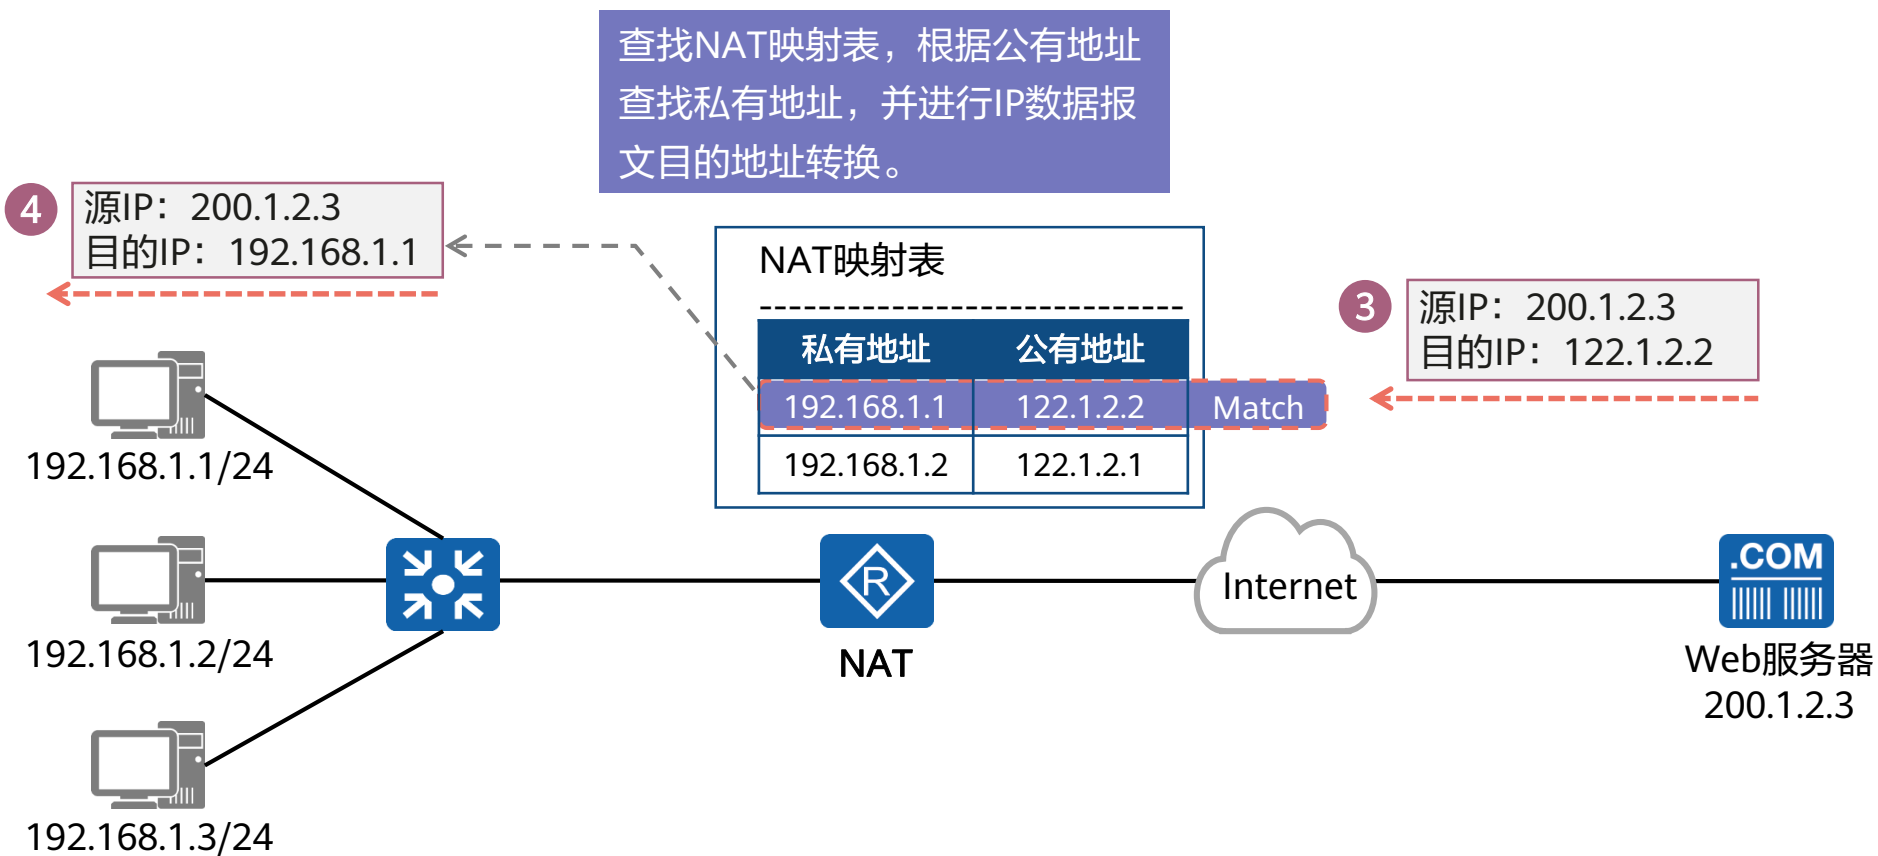 查找NAT映射表，根据公有地址
查找私有地址，并进行IP数据报
文目的地址转换。
4
源IP：200.1.2.3
目的IP：192.168.1.1
NAT映射表
私有地址 公有地址
192.168.1.1 122.1.2.2 Match
192.168.1.2 122.1.2.1
3
源IP：200.1.2.3
目的IP：122.1.2.2
192.168.1.1/24
192.168.1.2/24
192.168.1.3/24
R
NAT
Internet
.COM
Web服务器
200.1.2.3